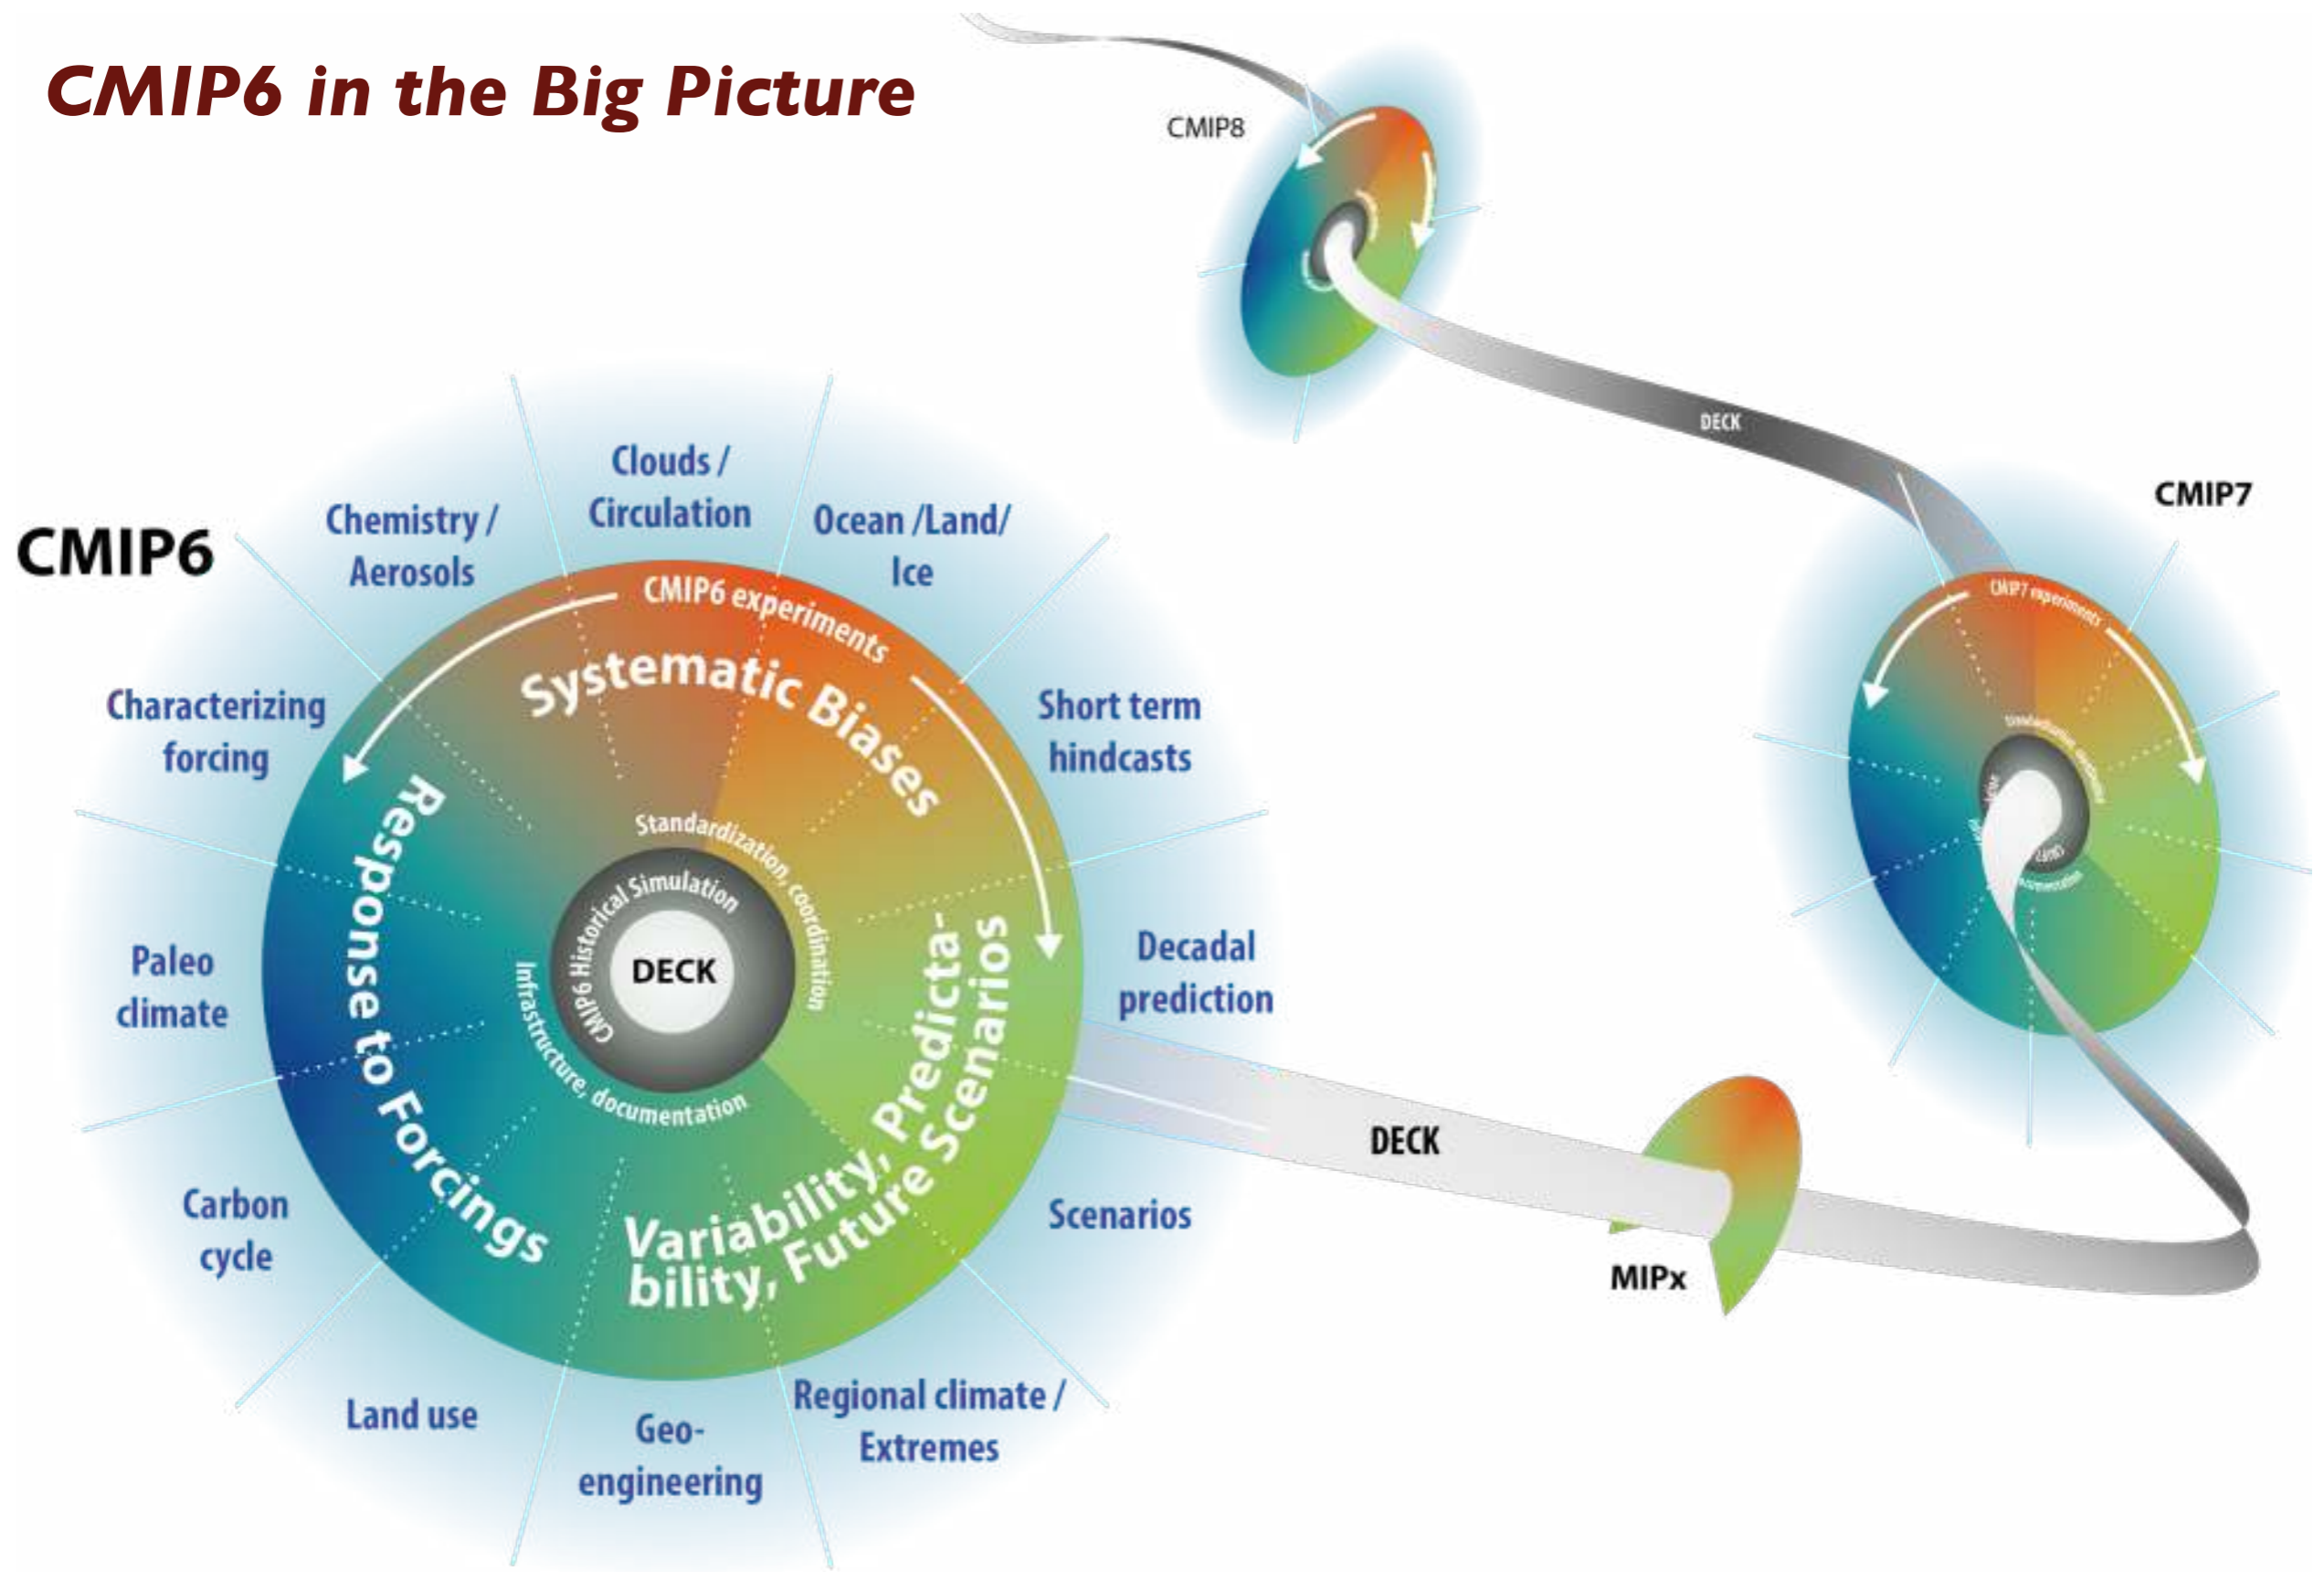 CMIP6 in the Big Picture
CMIP8
DECK
CMIP7
CMIP7 experiments
CMIP6
Clouds /
Circulation
Chemistry /
Aerosols
Ocean /Land/
Ice
Characterizing
forcing
Short term
hindcasts
Paleo
climate
Decadal
prediction
Carbon
cycle
Scenarios
Land use
Geo-
engineering
Regional climate /
Extremes
CMIP6 experiments
Systematic Biases
Response to Forcings
Variability, Predicta-
bility, Future Scenarios
Standardization, coordination
Infrastructure, documentation
CMIP6 Historical Simulation
DECK
DECK
MIPx